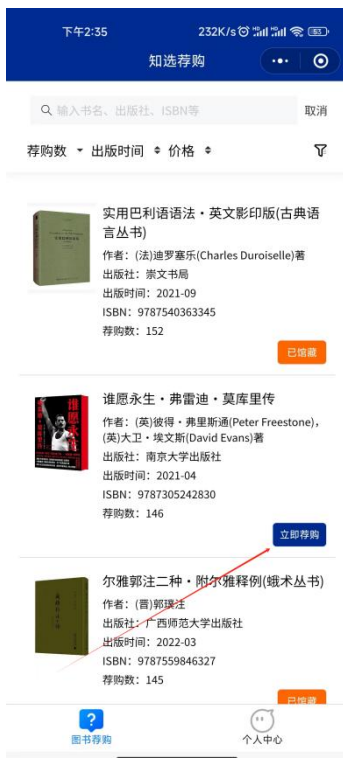 下午2:35
232K/s
83
知选荐购
输入书名、出版社、ISBN等
取消
荐购数 出版时间 价格
实用巴利语语法·英文影印版(古典语
言丛书)
作者：(法)迪罗塞乐(Charles Duroiselle)著
出版社：崇文书局
出版时间：2021-09
ISBN：9787540363345
荐购数：152
已馆藏
谁愿永生·弗雷迪·莫库里传
作者：(英)彼得·弗里斯通(Peter Freestone),
(英)大卫·埃文斯(David Evans)著
出版社：南京大学出版社
出版时间：2021-04
ISBN：9787305242830
荐购数：146
立即荐购
尔雅郭注二种·附尔雅释例(蛾术丛书)
作者：(晋)郭璞注
出版社：广西师范大学出版社
出版时间：2022-03
ISBN：9787559846327
荐购数：145
已馆藏
图书荐购
个人中心